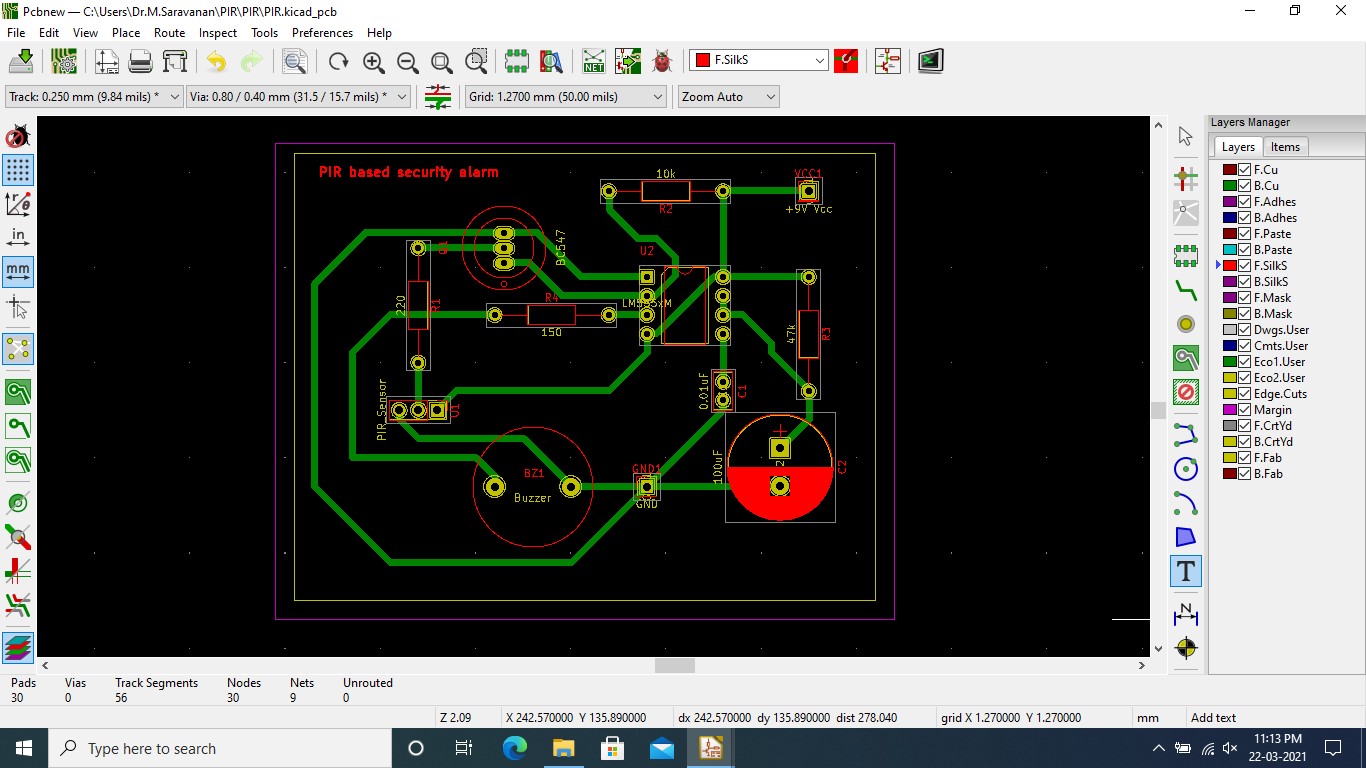 Pcbnew — C:\Users\Dr.M.Saravanan\PIR\PIR\PIR.kicad_pcb
File Edit View Place Route Inspect Tools Preferences Help
NET
F.SilkS
Track: 0.250 mm (9.84 mils) *
Via: 0.80 / 0.40 mm (31.5 / 15.7 mils) *
Grid: 1.2700 mm (50.00 mils)
Zoom Auto
in
mm
PIR based security alarm
10k
R2
VCC1
+9V Vcc
Q1
BC547
U2
LM555xM
R4
150
220
R1
47k
R3
PIR Sensor
U1
0.01uF
C1
BZ1
Buzzer
GND1
GND
100uF
2
C2
T
N
Layers Manager
Layers Items
F.Cu
B.Cu
F.Adhes
B.Adhes
F.Paste
B.Paste
F.SilkS
B.SilkS
F.Mask
B.Mask
Dwgs.User
Cmts.User
Eco1.User
Eco2.User
Edge.Cuts
Margin
F.CrtYd
B.CrtYd
F.Fab
B.Fab
Pads Vias Track Segments Nodes Nets Unrouted
30 0 56 30 9 0
Z 2.09 X 242.570000 Y 135.890000 dx 242.570000 dy 135.890000 dist 278.040 grid X 1.270000 Y 1.270000 mm Add text
Type here to search
11:13 PM
22-03-2021